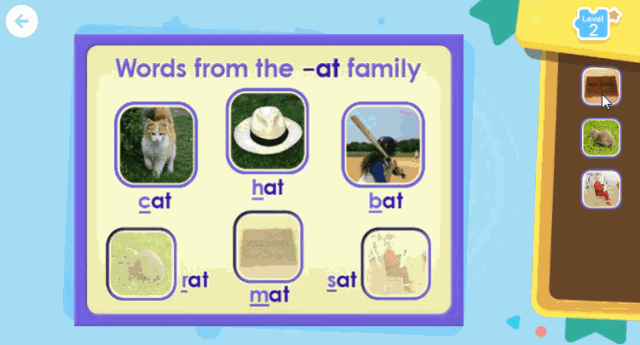 Level
2
Words from the –at family
cat
hat
bat
rat
mat
sat